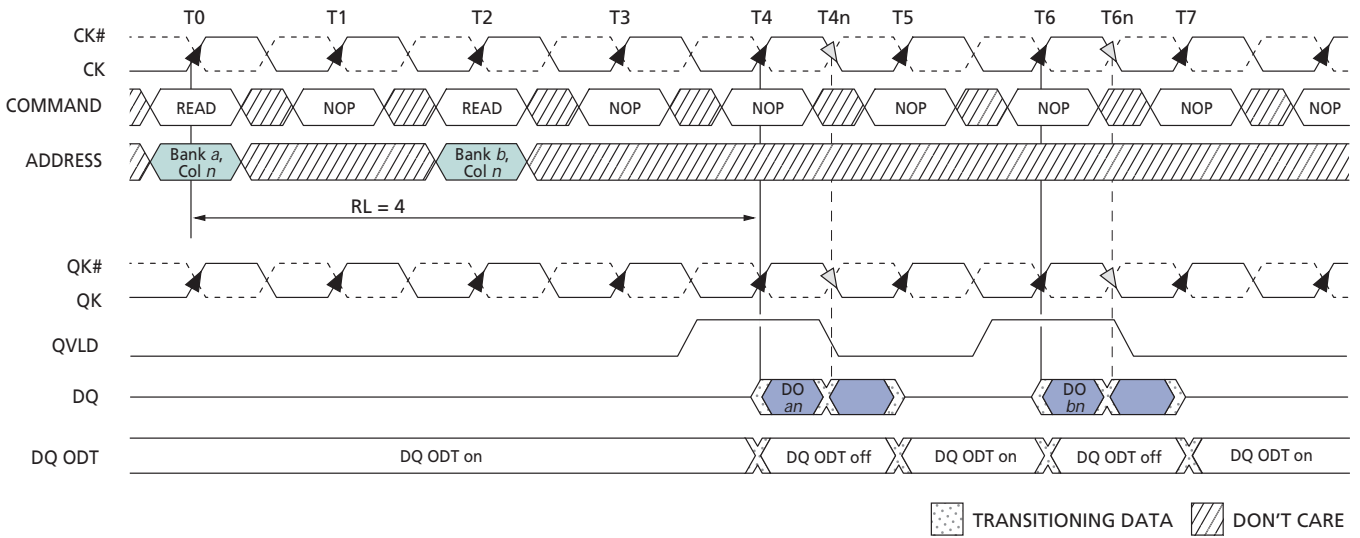 T0 T1 T2 T3 T4 T4n T5 T6 T6n T7
CK#
CK
COMMAND READ NOP READ NOP NOP NOP NOP NOP NOP
ADDRESS Bank a, Col n Bank b, Col n
RL = 4
QK#
QK
QVLD
DQ DO an DO bn
DQ ODT DQ ODT on DQ ODT off DQ ODT on DQ ODT off DQ ODT on
TRANSITIONING DATA DON'T CARE